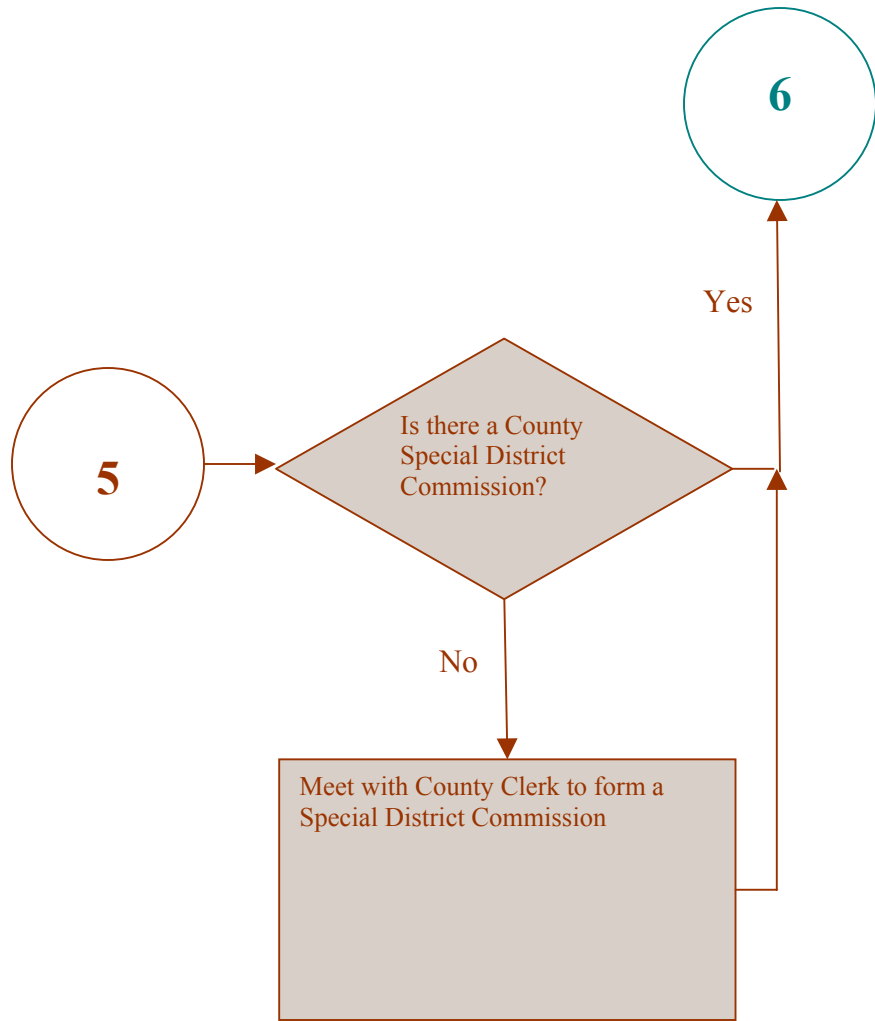 6
Yes
Is there a County
Special District
Commission?
5
No
Meet with County Clerk to form a
Special District Commission